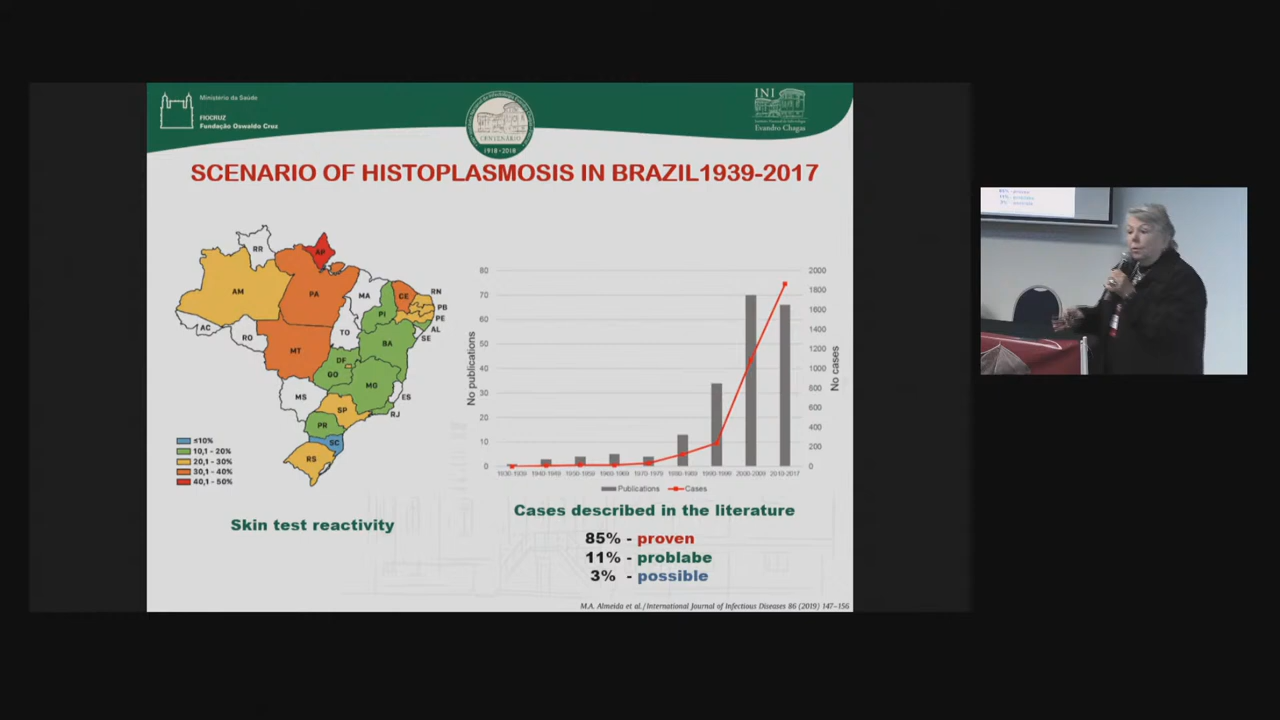 Ministério da Saúde
FIOCRUZ
Fundação Oswaldo Cruz
CENTENÁRIO
1918 - 2018
INI
Evandro Chagas
SCENARIO OF HISTOPLASMOSIS IN BRAZIL1939-2017
RR
AP
AM
PA
MA
CE
RN
PB
PE
AL
SE
PI
AC
RO
TO
BA
MT
DF
GO
MG
MS
ES
SP
RJ
PR
SC
RS
≤10%
10,1 - 20%
20,1 - 30%
30,1 - 40%
40,1 - 50%
Skin test reactivity
80
70
60
50
40
30
20
10
0
No publications
2000
1800
1600
1400
1200
1000
800
600
400
200
0
No cases
1930-1939 1940-1949 1950-1959 1960-1969 1970-1979 1980-1989 1990-1999 2000-2009 2010-2017
Publications Cases
Cases described in the literature
85% - proven
11% - problabe
3% - possible
M.A. Almeida et al. / International Journal of Infectious Diseases 86 (2019) 147–156